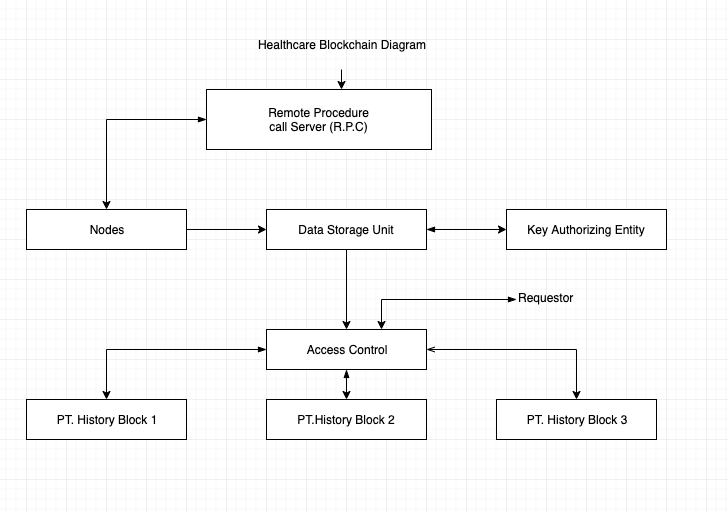 Healthcare Blockchain Diagram
Remote Procedure
call Server (R.P.C)
Nodes
Data Storage Unit
Key Authorizing Entity
Requestor
Access Control
PT. History Block 1
PT.History Block 2
PT. History Block 3